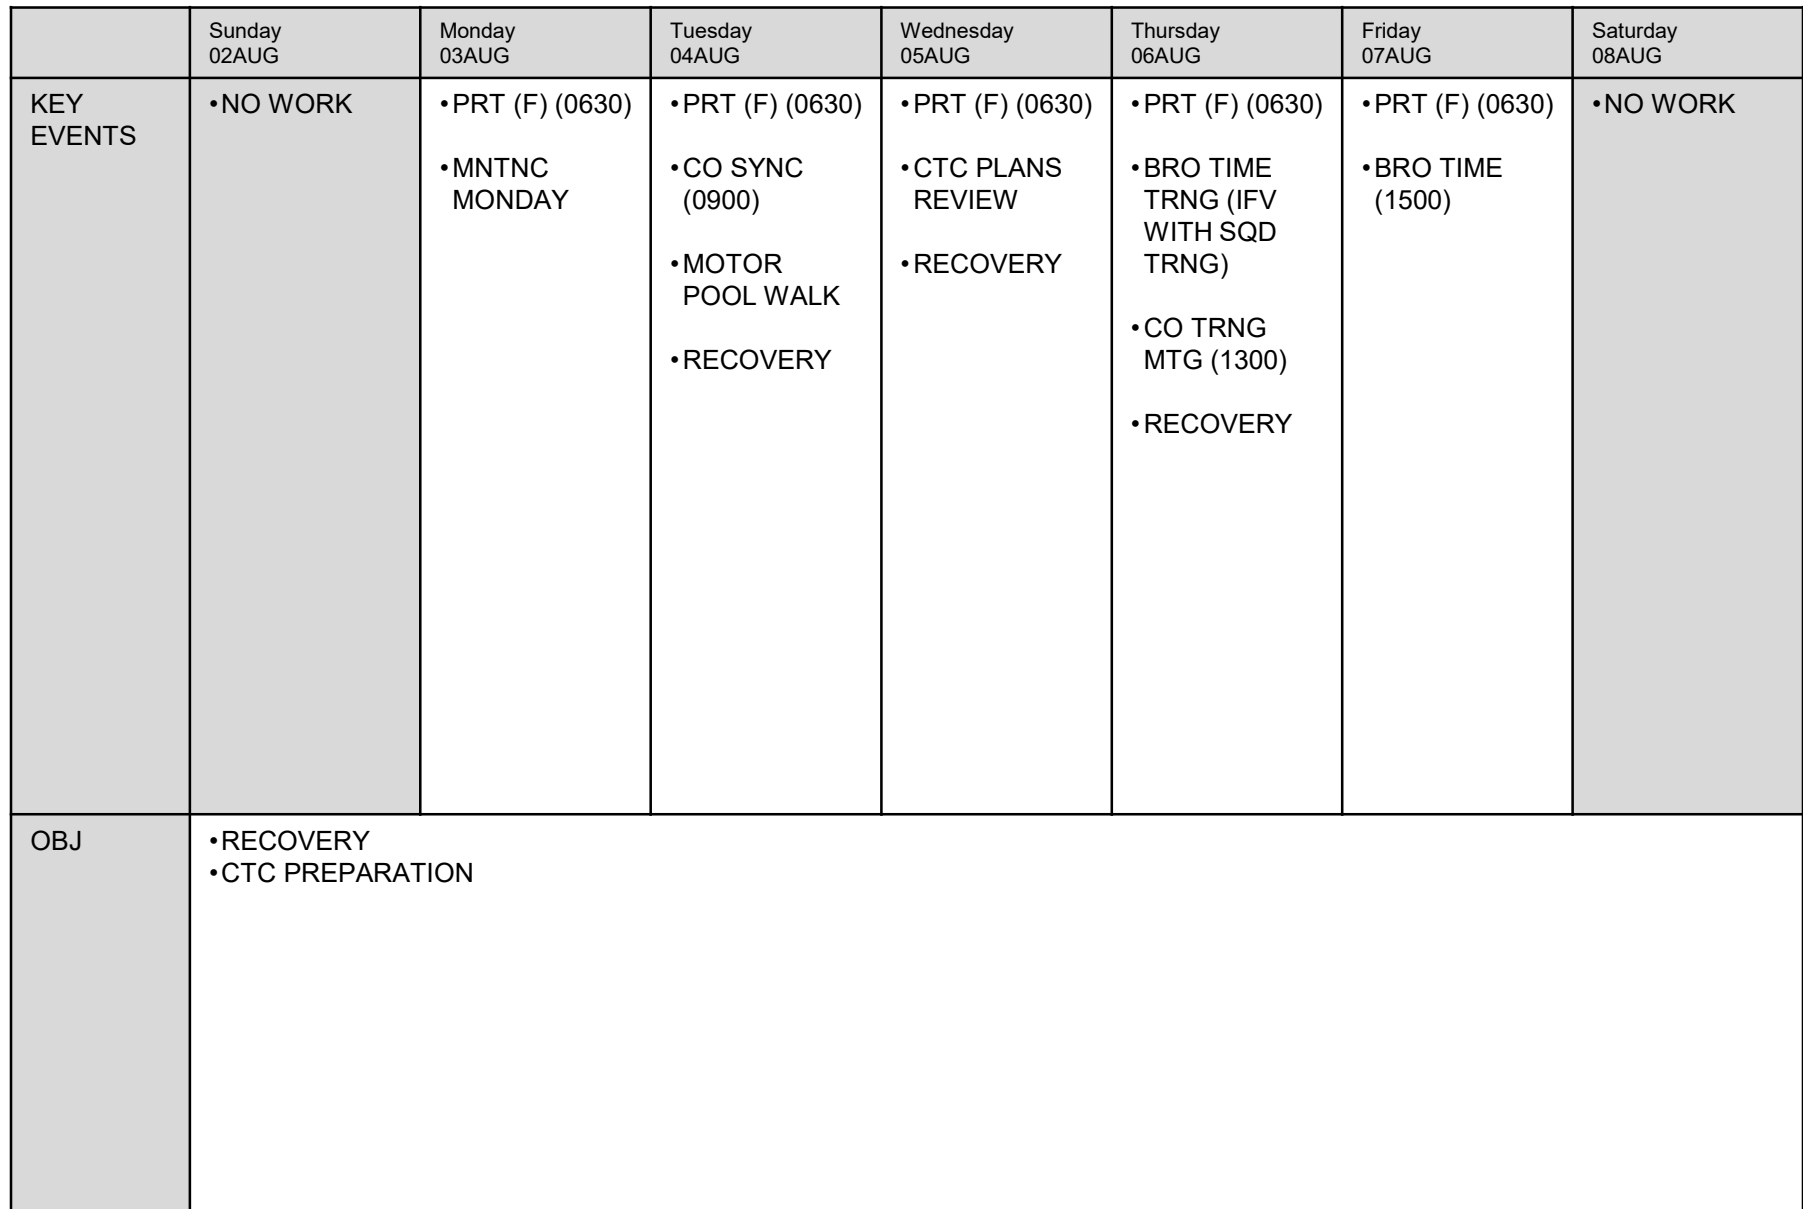 Sunday
02AUG
Monday
03AUG
Tuesday
04AUG
Wednesday
05AUG
Thursday
06AUG
Friday
07AUG
Saturday
08AUG
KEY
EVENTS
•NO WORK
•PRT (F) (0630)
•MNTNC
MONDAY
•PRT (F) (0630)
•CO SYNC
(0900)
•MOTOR
POOL WALK
•RECOVERY
•PRT (F) (0630)
•CTC PLANS
REVIEW
•RECOVERY
•PRT (F) (0630)
•BRO TIME
TRNG (IFV
WITH SQD
TRNG)
•CO TRNG
MTG (1300)
•RECOVERY
•PRT (F) (0630)
•BRO TIME
(1500)
•NO WORK
OBJ
•RECOVERY
•CTC PREPARATION